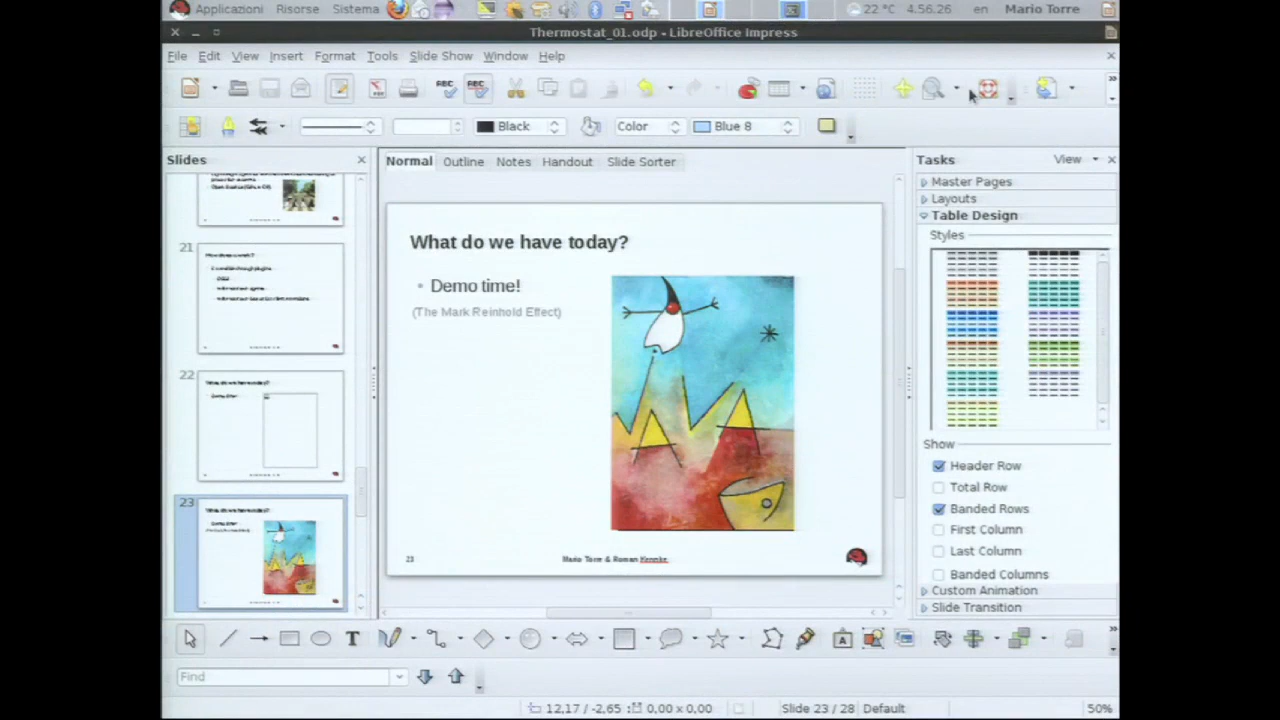 Applicazioni Risorse Sistema 22 °C 4.56.26 en Mario Torre
Thermostat_01.odp - LibreOffice Impress
File Edit View Insert Format Tools Slide Show Window Help
Black Color Blue 8
Slides
Normal Outline Notes Handout Slide Sorter
Tasks View
Master Pages
Layouts
Table Design
Styles
21
22
23
What do we have today?
• Demo time!
(The Mark Reinhold Effect)
23 Mario Torre & Roman Kennke
Show
Header Row
Total Row
Banded Rows
First Column
Last Column
Banded Columns
Custom Animation
Slide Transition
Find
12,17 / -2,65 0,00 x 0,00 Slide 23 / 28 Default 50%